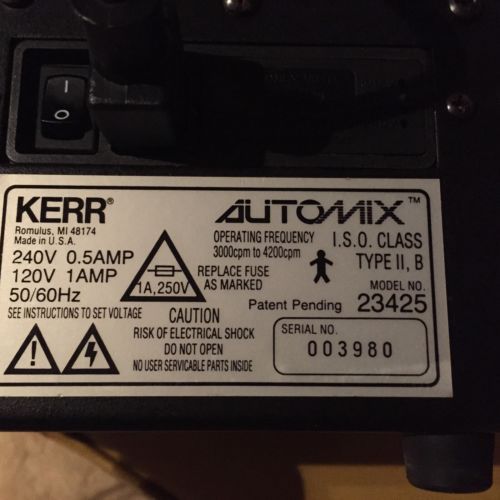 KERR®
Romulus, MI 48174
Made in U.S.A.
240V 0.5AMP
120V 1AMP
50/60Hz
SEE INSTRUCTIONS TO SET VOLTAGE
AUTOMIX™
OPERATING FREQUENCY
3000cpm to 4200cpm
I.S.O. CLASS
TYPE II, B
1A,250V
REPLACE FUSE
AS MARKED
MODEL NO.
Patent Pending 23425
CAUTION
RISK OF ELECTRICAL SHOCK
DO NOT OPEN
NO USER SERVICABLE PARTS INSIDE
SERIAL NO.
003980